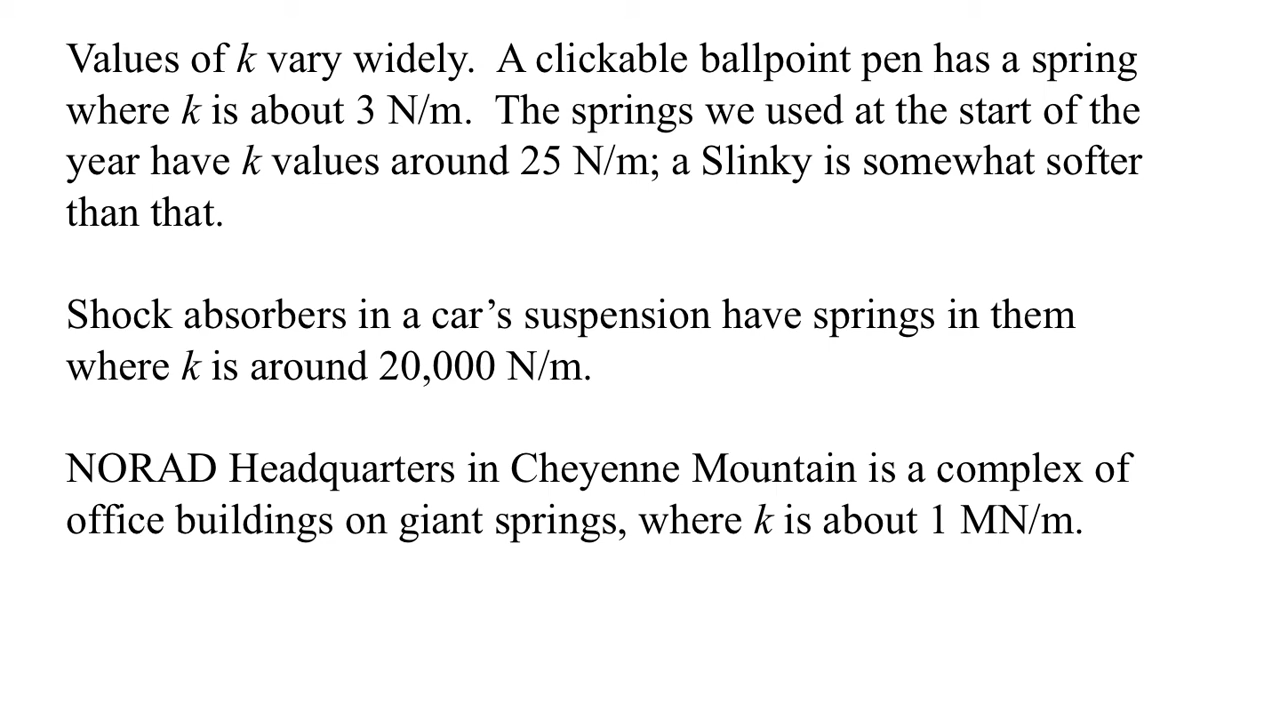 Values of k vary widely.  A clickable ballpoint pen has a spring
where k is about 3 N/m.  The springs we used at the start of the
year have k values around 25 N/m; a Slinky is somewhat softer
than that.
Shock absorbers in a car’s suspension have springs in them
where k is around 20,000 N/m.
NORAD Headquarters in Cheyenne Mountain is a complex of
office buildings on giant springs, where k is about 1 MN/m.